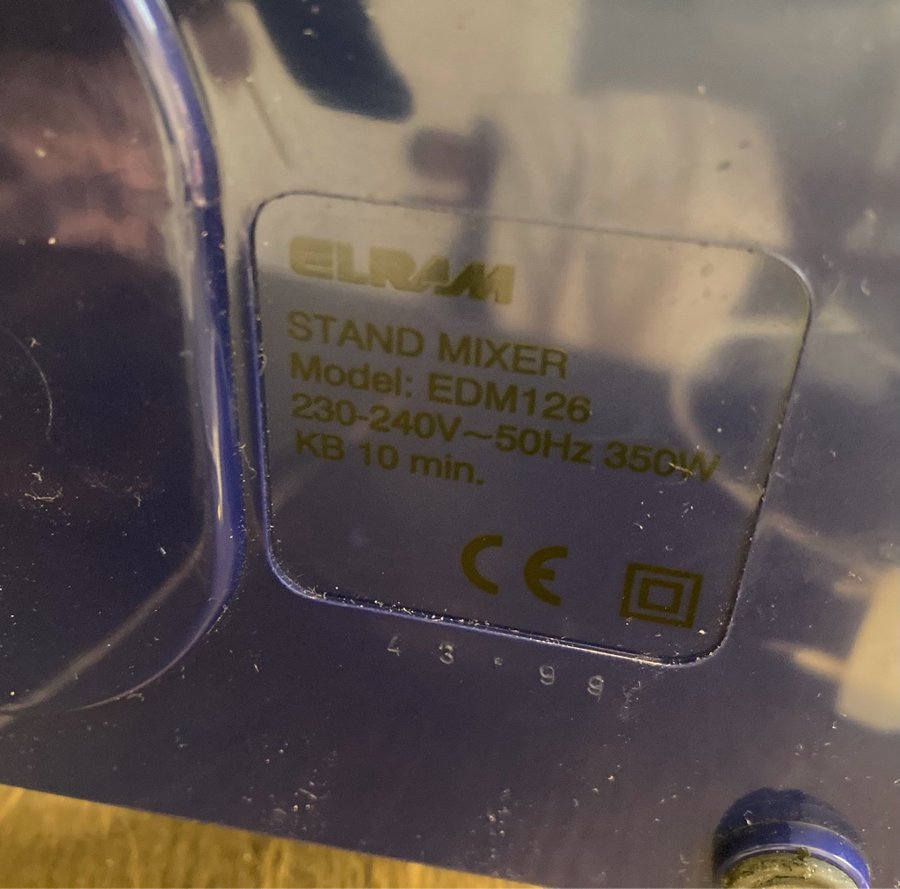 ELRAM
STAND MIXER
Model: EDM126
230-240V~50Hz 350W
KB 10 min.
CE
43.99